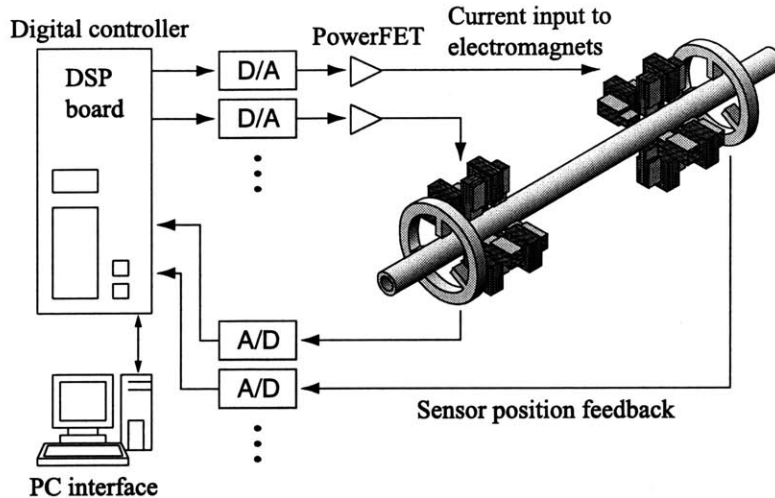 Digital controller
DSP
board
D/A
PowerFET
D/A
Current input to
electromagnets
A/D
A/D
Sensor position feedback
PC interface